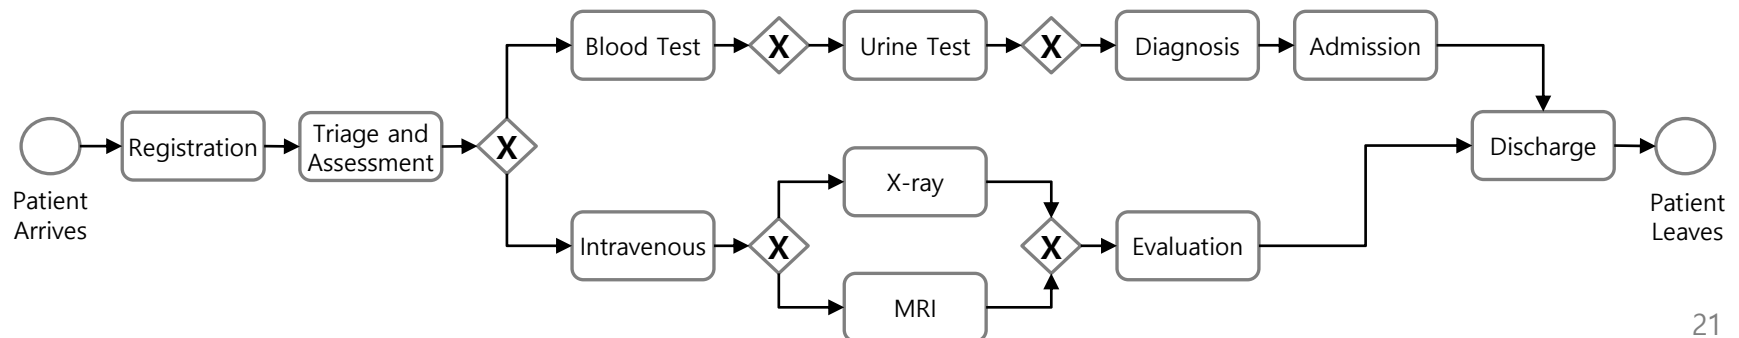 Blood Test
X
Urine Test
X
Diagnosis
Admission
Patient
Arrives
Registration
Triage and
Assessment
X
Intravenous
X
X-ray
MRI
X
Evaluation
Discharge
Patient
Leaves
21